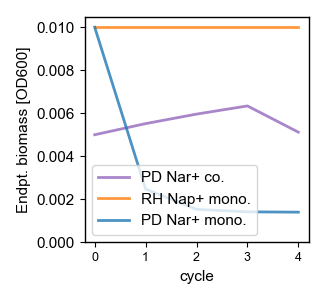 0.010
0.008
0.006
0.004
0.002
0.000
Endpt. biomass [OD600]
PD Nar+ co.
RH Nap+ mono.
PD Nar+ mono.
0 1 2 3 4
cycle